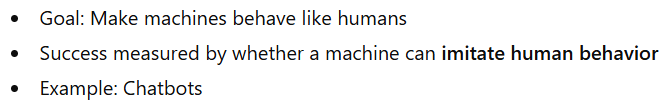 • Goal: Make machines behave like humans
• Success measured by whether a machine can imitate human behavior
• Example: Chatbots